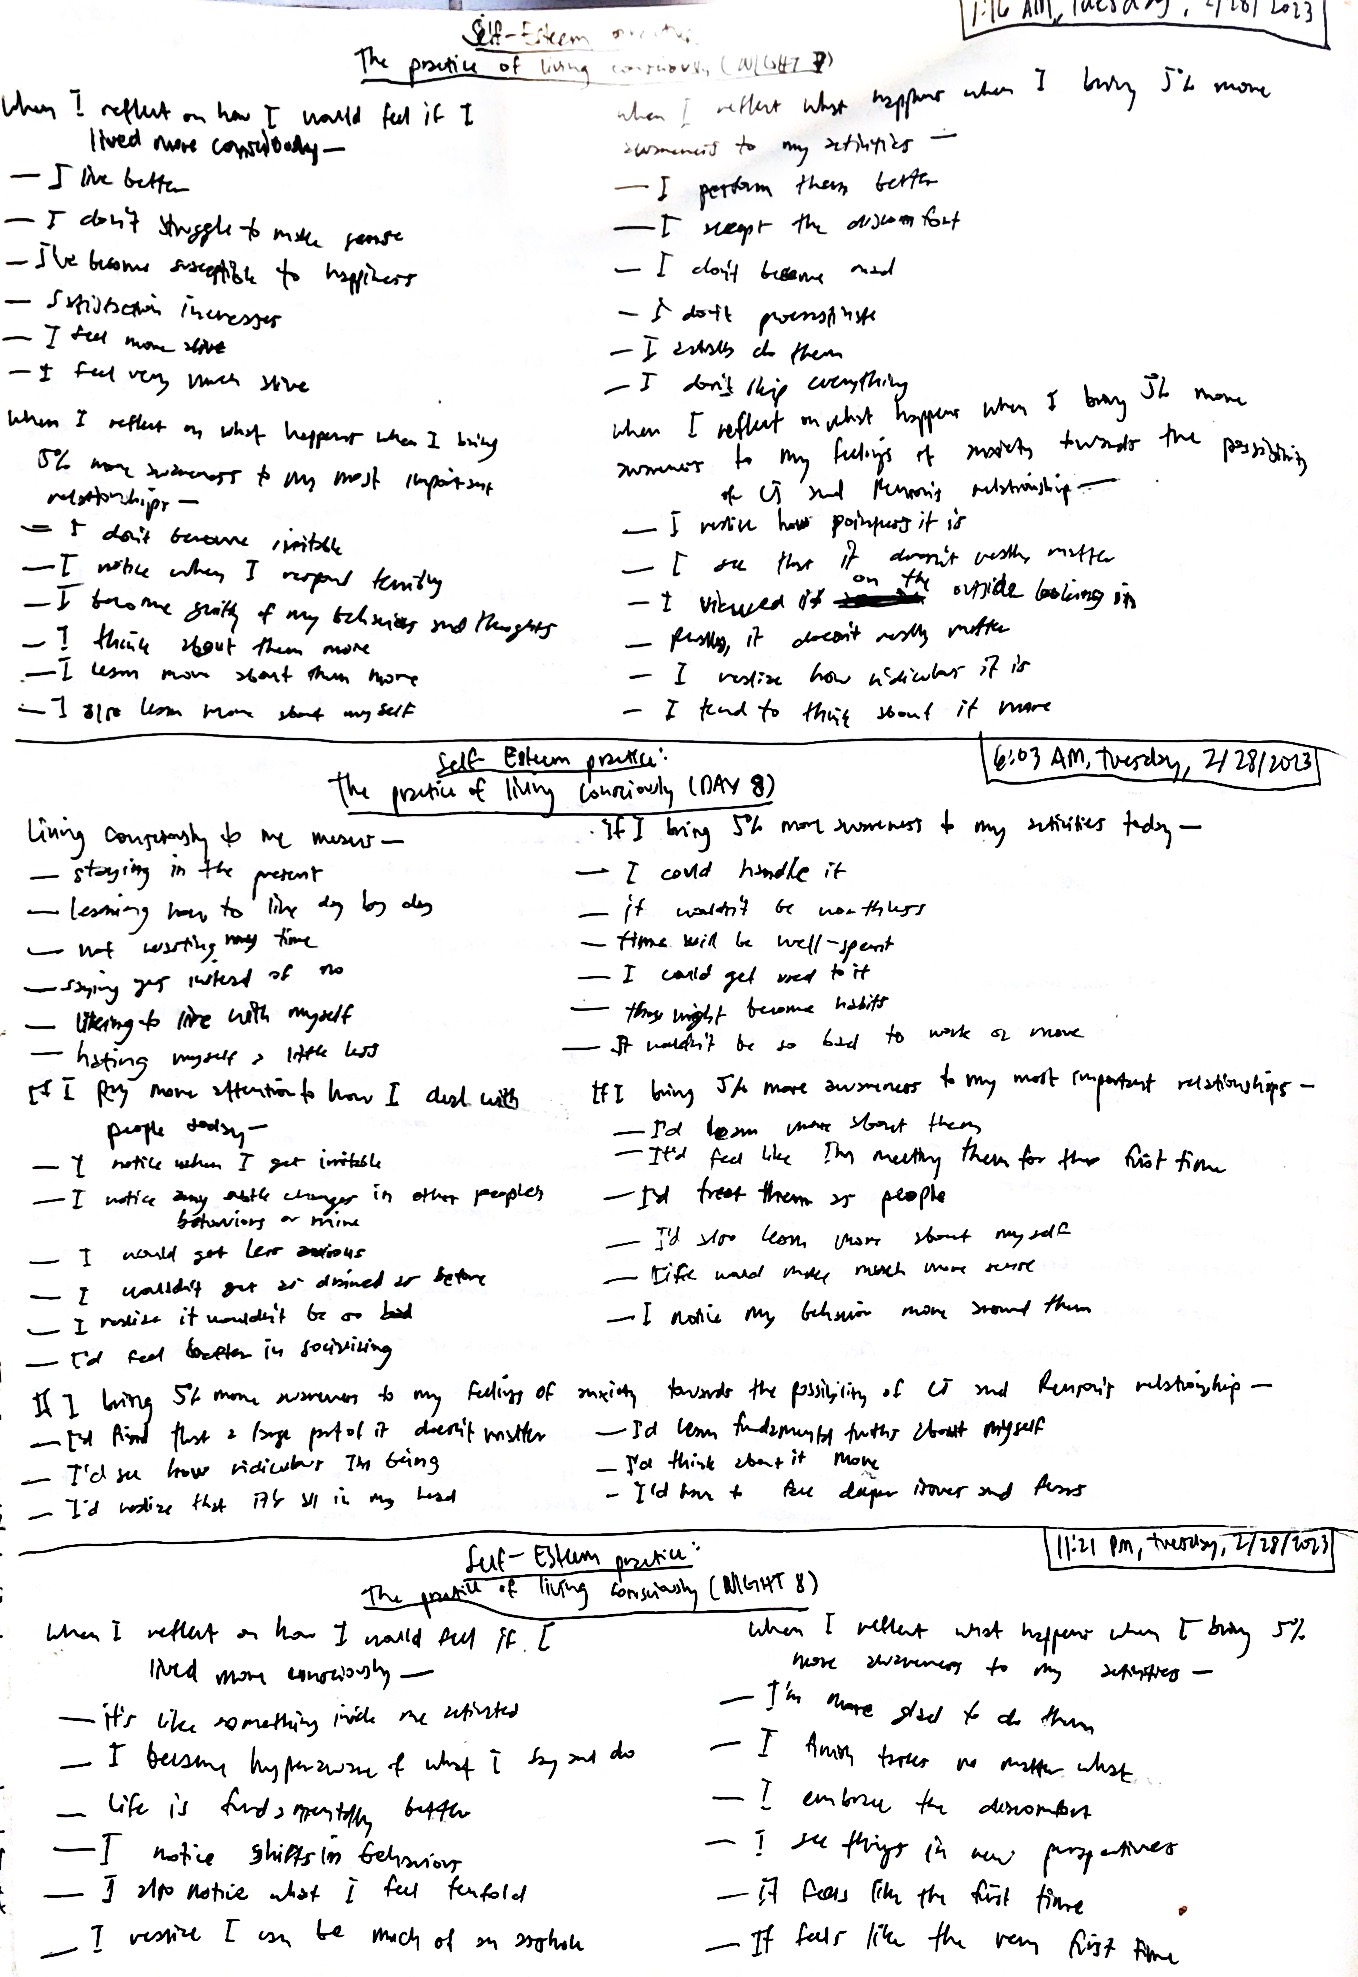 1:16 AM, Tuesday, 2/28/2023
Self-Esteem practice:
The practice of living consciously (NIGHT 7)
When I reflect on how I would feel if I
lived more consciously—
— I live better
— I don't struggle to make sense
— I've become susceptible to happiness
— Satisfaction increases
— I feel more alive
— I feel very much alive
When I reflect on what happens when I bring
5% more awareness to my most important
relationships—
— I don't become irritable
— I notice when I respond terribly
— I become guilty of my behaviors and thoughts
— I think about them more
— I learn more about them more
— I also learn more about myself
When I reflect what happens when I bring 5% more
awareness to my activities —
— I perform them better
— I accept the discomfort
— I don't become mad
— I don't procrastinate
— I actually do them
— I don't skip everything
When I reflect on what happens when I bring 5% more
awareness to my feelings of anxiety towards the possibility
of CJ and relationship—
— I realize how pointless it is
— I see that it doesn't really matter
— I viewed it on the outside looking in
— Really, it doesn't really matter
— I realize how ridiculous it is
— I tend to think about it more
Self-Esteem practice:
The practice of living consciously (DAY 8)
6:03 AM, Tuesday, 2/28/2023
Living consciously to me means—
— staying in the present
— learning how to live day by day
— not wasting my time
— saying yes instead of no
— liking to live with myself
— hating myself a little less
If I pay more attention to how I deal with
people today—
— I notice when I get irritable
— I notice any subtle changes in other people's
behaviors or mine
— I would get less anxious
— I wouldn't get as drained as before
— I realize it wouldn't be so bad
— I'd feel better in socializing
If I bring 5% more awareness to my activities today—
— I could handle it
— it wouldn't be worthless
— time will be well-spent
— I could get used to it
— these might become habits
— It wouldn't be so bad to work or move
If I bring 5% more awareness to my most important relationships—
— I'd learn more about them
— It'd feel like I'm meeting them for the first time
— I'd treat them as people
— I'd also learn more about myself
— Life would make much more sense
— I notice my behavior more around them
If I bring 5% more awareness to my feelings of anxiety towards the possibility of CJ and relationship—
— I'd find that a large part of it doesn't matter
— I'd see how ridiculous I'm being
— I'd realize that it's all in my head
— I'd learn fundamental truths about myself
— I'd think about it more
— I'd have to face deeper issues and fears
Self-Esteem practice:
The practice of living consciously (NIGHT 8)
11:21 PM, Tuesday, 2/28/2023
When I reflect on how I would feel if I
lived more consciously—
— it's like something inside me activated
— I became hyperaware of what I say and do
— Life is fundamentally better
— I notice shifts in behaviors
— I also notice what I feel tenfold
— I realize I can be much of an asshole
When I reflect what happens when I bring 5%
more awareness to my activities—
— I'm more glad to do them
— I finish tasks no matter what
— I embrace the discomfort
— I see things in new perspectives
— It feels like the first time
— It feels like the very first time